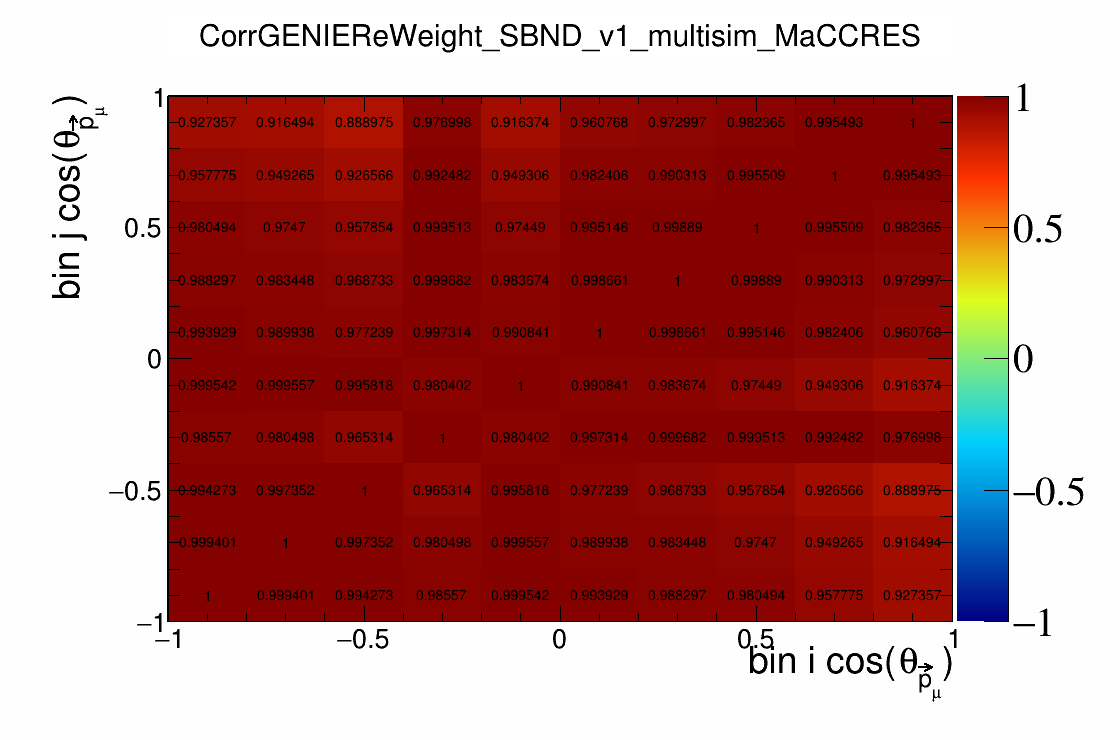 CorrGENIEReWeight_SBND_v1_multisim_MaCCRES
bin j cos(θ_{p⃗_μ})
1
0.5
0
−0.5
−1
0.927357 0.916494 0.888975 0.976998 0.916374 0.960768 0.972997 0.982365 0.995493 1
0.957775 0.949265 0.926566 0.992482 0.949306 0.982406 0.990313 0.995509 1 0.995493
0.980494 0.9747 0.957854 0.999513 0.97449 0.995146 0.99889 1 0.995509 0.982365
0.988297 0.983448 0.968733 0.999682 0.983674 0.998661 1 0.99889 0.990313 0.972997
0.993929 0.989938 0.977239 0.997314 0.990841 1 0.998661 0.995146 0.982406 0.960768
0.999542 0.999557 0.995818 0.980402 1 0.990841 0.983674 0.97449 0.949306 0.916374
0.98557 0.980498 0.965314 1 0.980402 0.997314 0.999682 0.999513 0.992482 0.976998
0.994273 0.997352 1 0.965314 0.995818 0.977239 0.968733 0.957854 0.926566 0.888975
0.999401 1 0.997352 0.980498 0.999557 0.989938 0.983448 0.9747 0.949265 0.916494
1 0.999401 0.994273 0.98557 0.999542 0.993929 0.988297 0.980494 0.957775 0.927357
−1 −0.5 0 0.5 1
bin i cos(θ_{p⃗_μ})
1
0.5
0
−0.5
−1